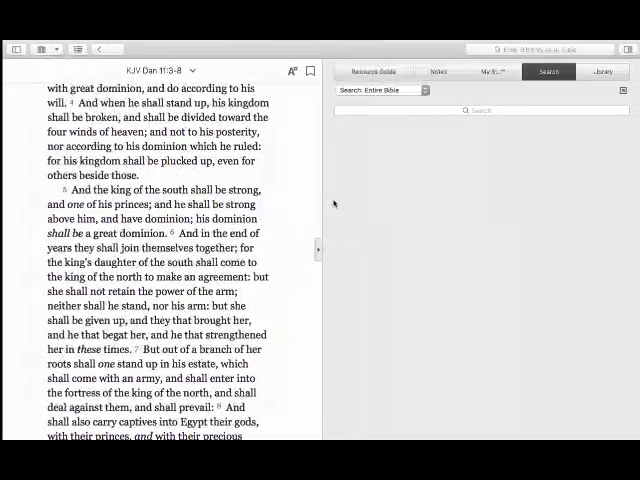 KJV Dan 11:3-8
Resource Guide
Notes
Search
Library
Search: Entire Bible
Search
with great dominion, and do according to his
will. 4 And when he shall stand up, his kingdom
shall be broken, and shall be divided toward the
four winds of heaven; and not to his posterity,
nor according to his dominion which he ruled:
for his kingdom shall be plucked up, even for
others beside those.
5 And the king of the south shall be strong,
and one of his princes; and he shall be strong
above him, and have dominion; his dominion
shall be a great dominion. 6 And in the end of
years they shall join themselves together; for
the king's daughter of the south shall come to
the king of the north to make an agreement: but
she shall not retain the power of the arm;
neither shall he stand, nor his arm: but she
shall be given up, and they that brought her,
and he that begat her, and he that strengthened
her in these times. 7 But out of a branch of her
roots shall one stand up in his estate, which
shall come with an army, and shall enter into
the fortress of the king of the north, and shall
deal against them, and shall prevail: 8 And
shall also carry captives into Egypt their gods,
with their princes, and with their precious